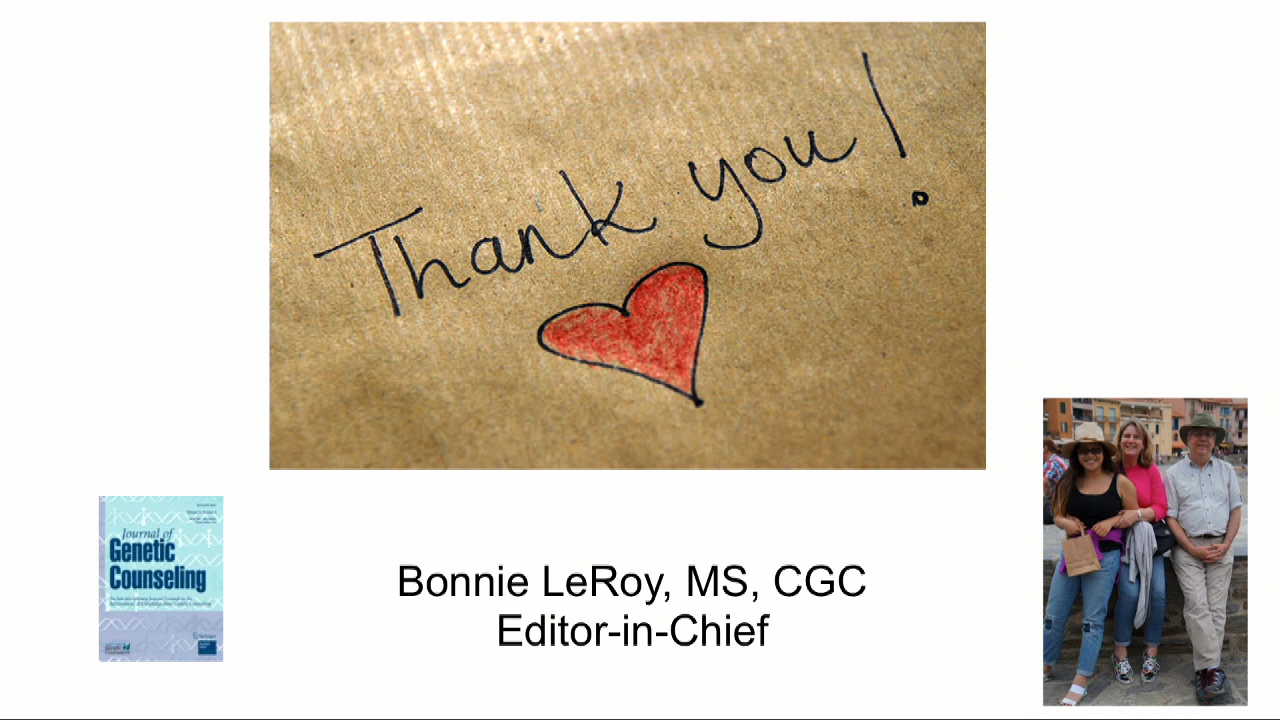 Thank you!
Journal of
Genetic
Counseling
Bonnie LeRoy, MS, CGC
Editor-in-Chief